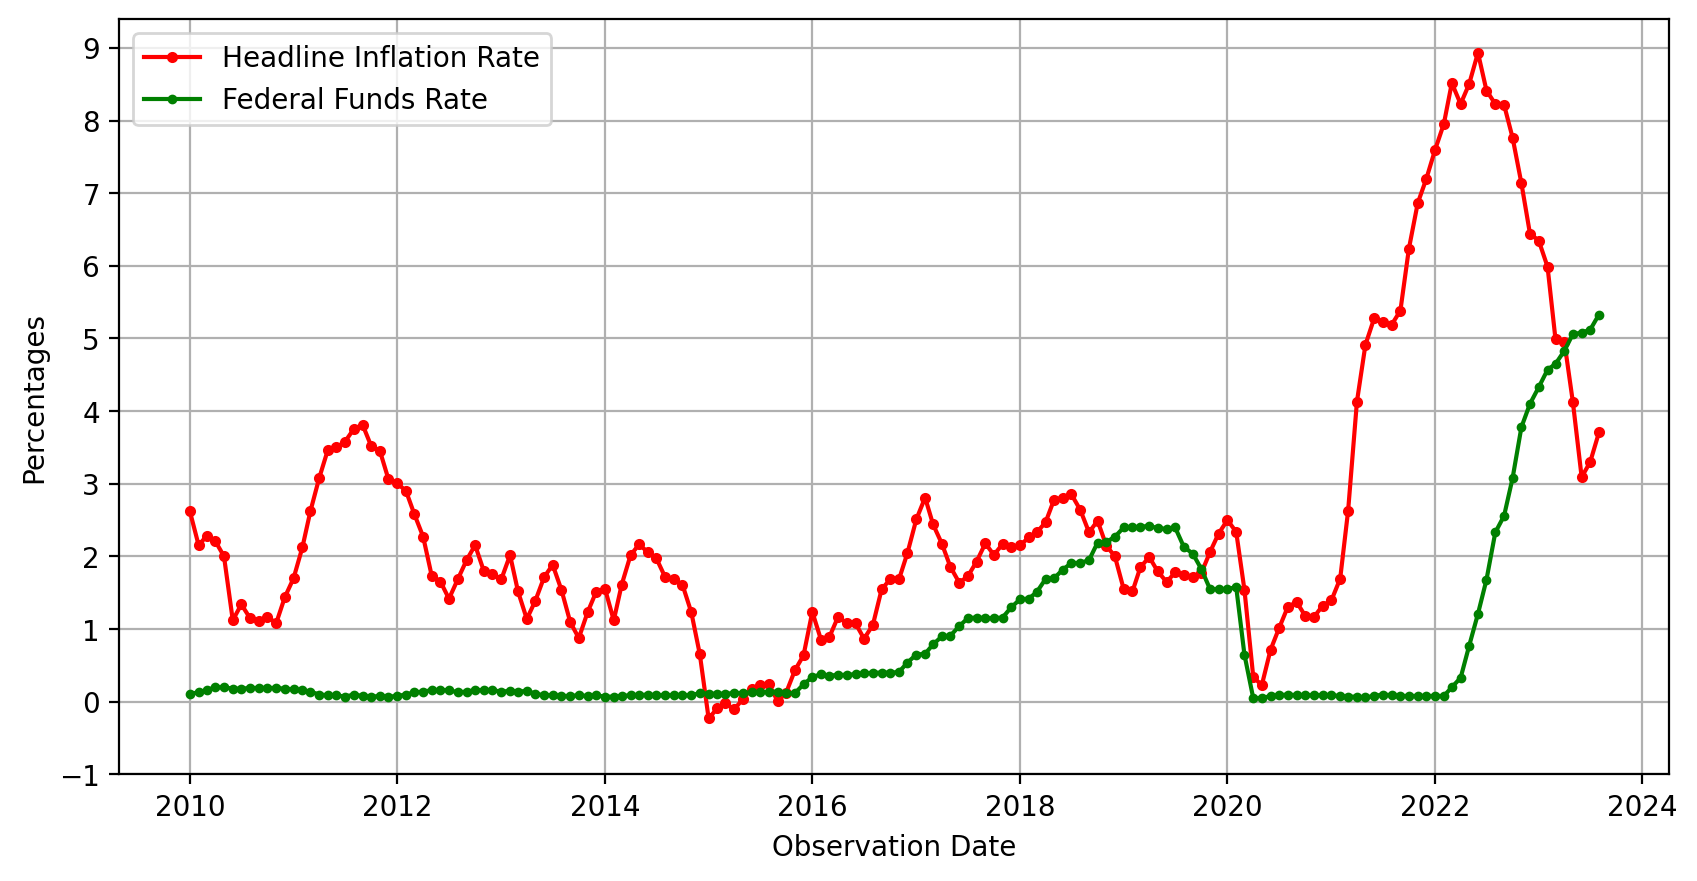 Headline Inflation Rate
Federal Funds Rate
9
8
7
6
5
4
3
2
1
0
−1
Percentages
2010 2012 2014 2016 2018 2020 2022 2024
Observation Date